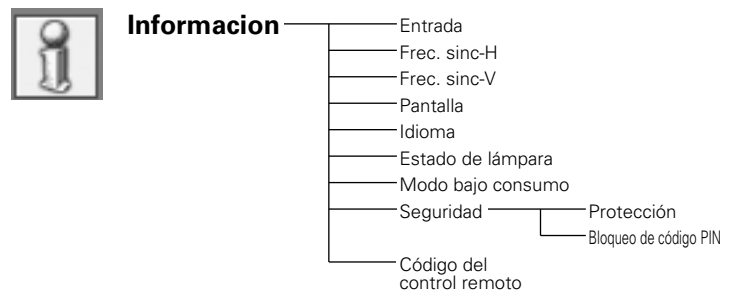 Informacion
Entrada
Frec. sinc-H
Frec. sinc-V
Pantalla
Idioma
Estado de lámpara
Modo bajo consumo
Seguridad
Protección
Bloqueo de código PIN
Código del
control remoto